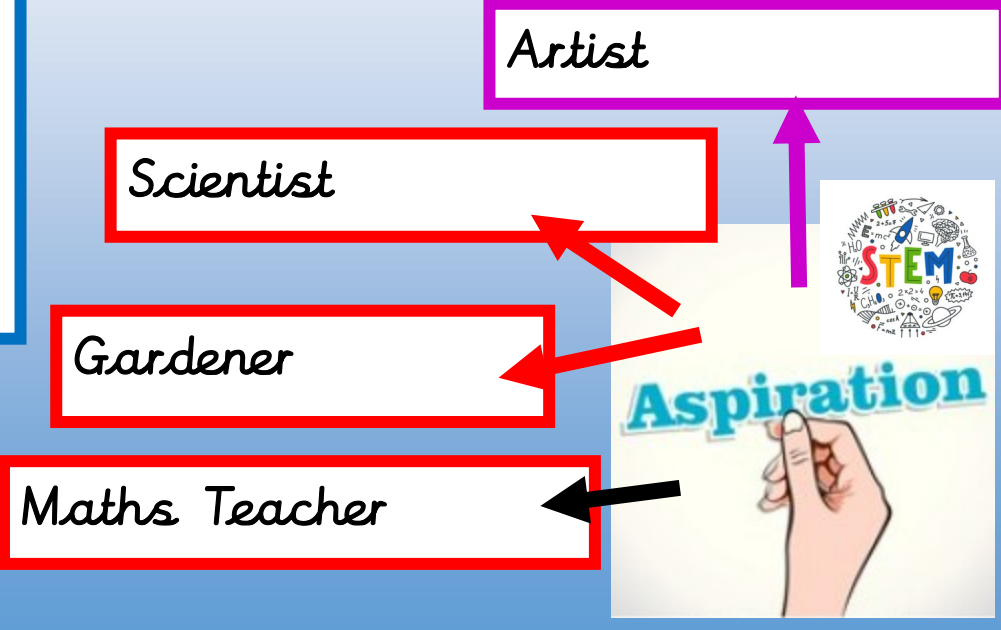 Artist
Scientist
STEM
Gardener
Aspiration
Maths Teacher